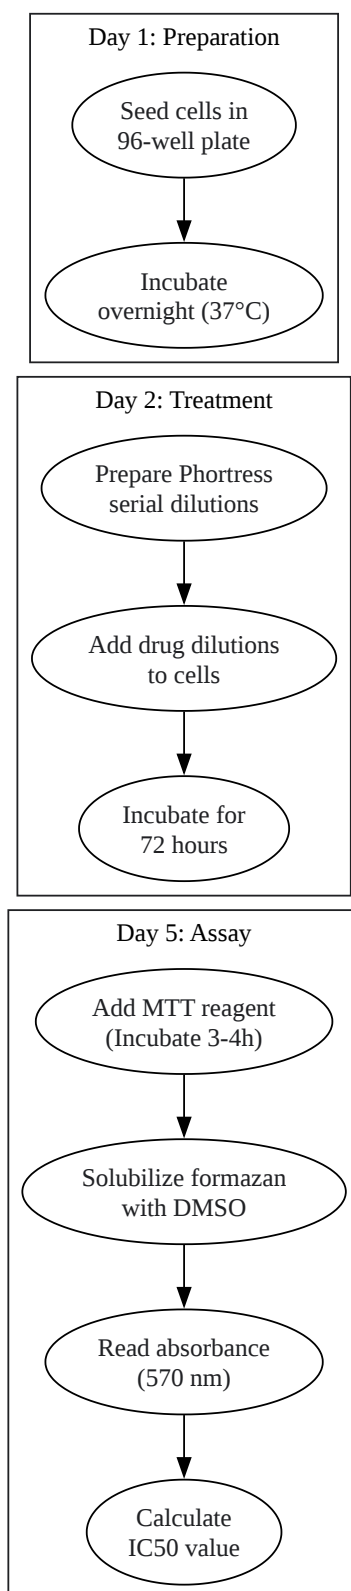 Day 1: Preparation
Seed cells in
96-well plate
Incubate
overnight (37°C)
Day 2: Treatment
Prepare Phortress
serial dilutions
Add drug dilutions
to cells
Incubate for
72 hours
Day 5: Assay
Add MTT reagent
(Incubate 3-4h)
Solubilize formazan
with DMSO
Read absorbance
(570 nm)
Calculate
IC50 value